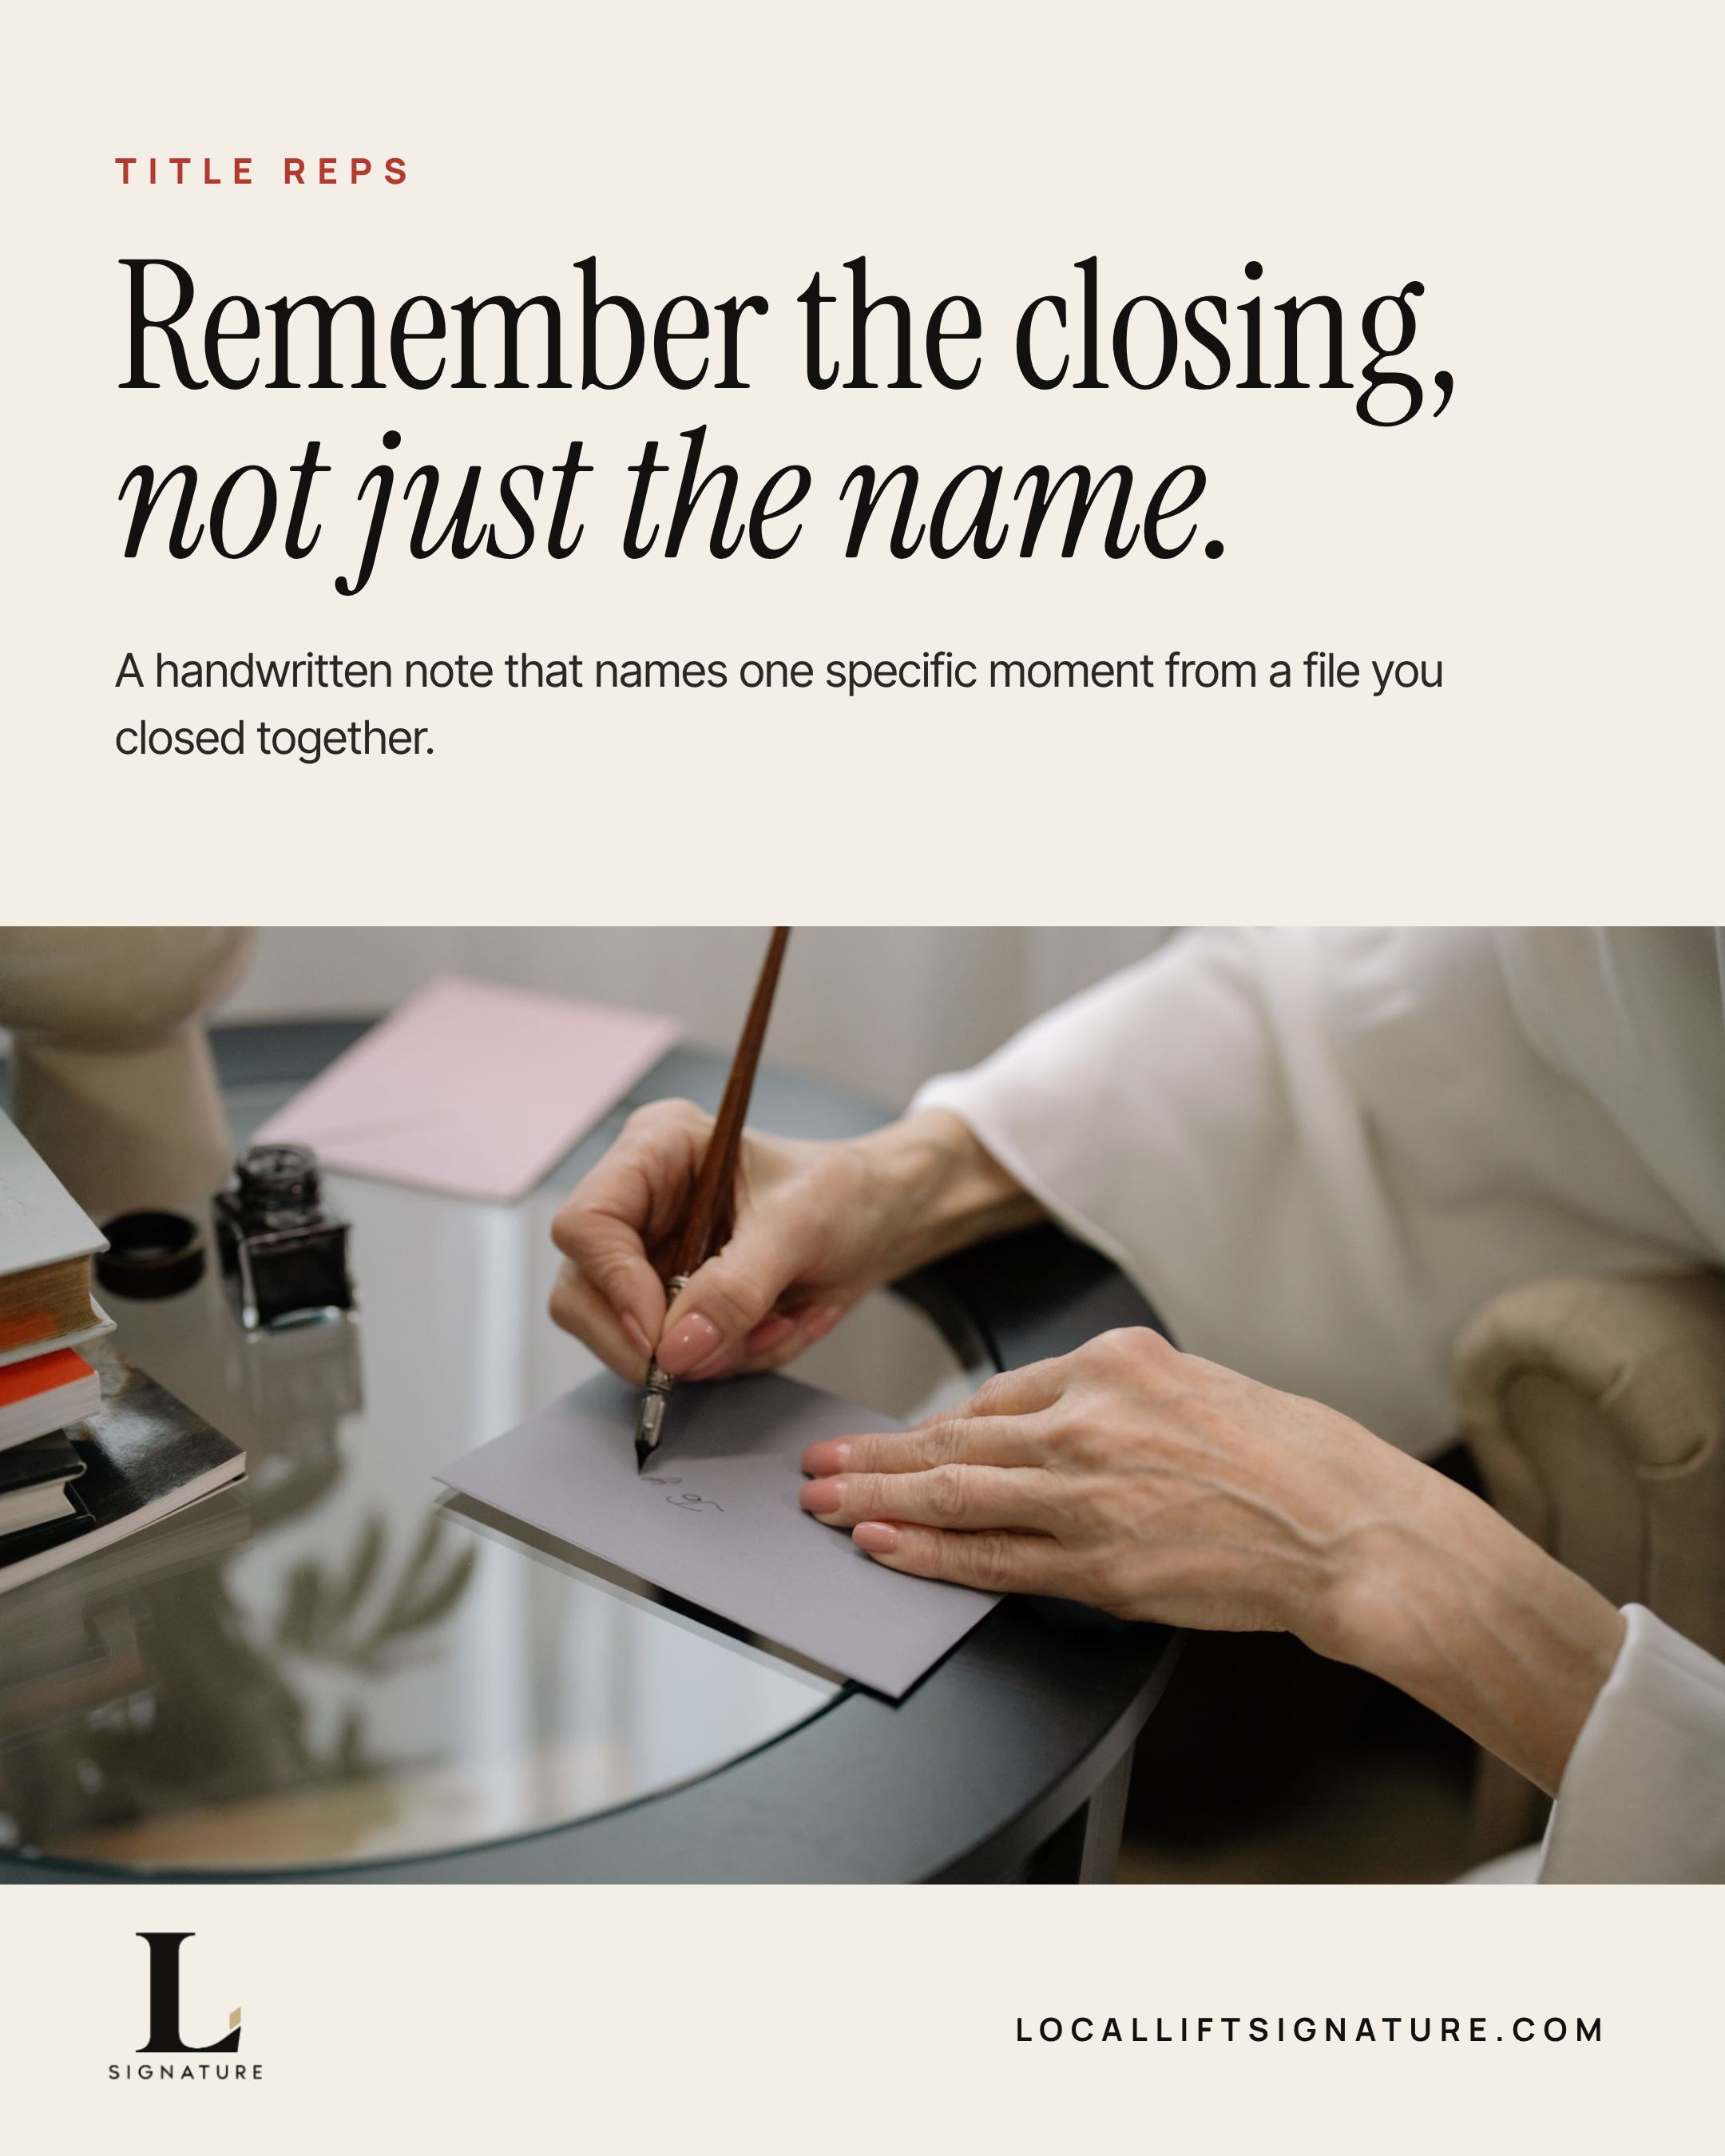 TITLE REPS
Remember the closing,
not just the name.
A handwritten note that names one specific moment from a file you
closed together.
L
SIGNATURE
LOCALLIFTSIGNATURE.COM